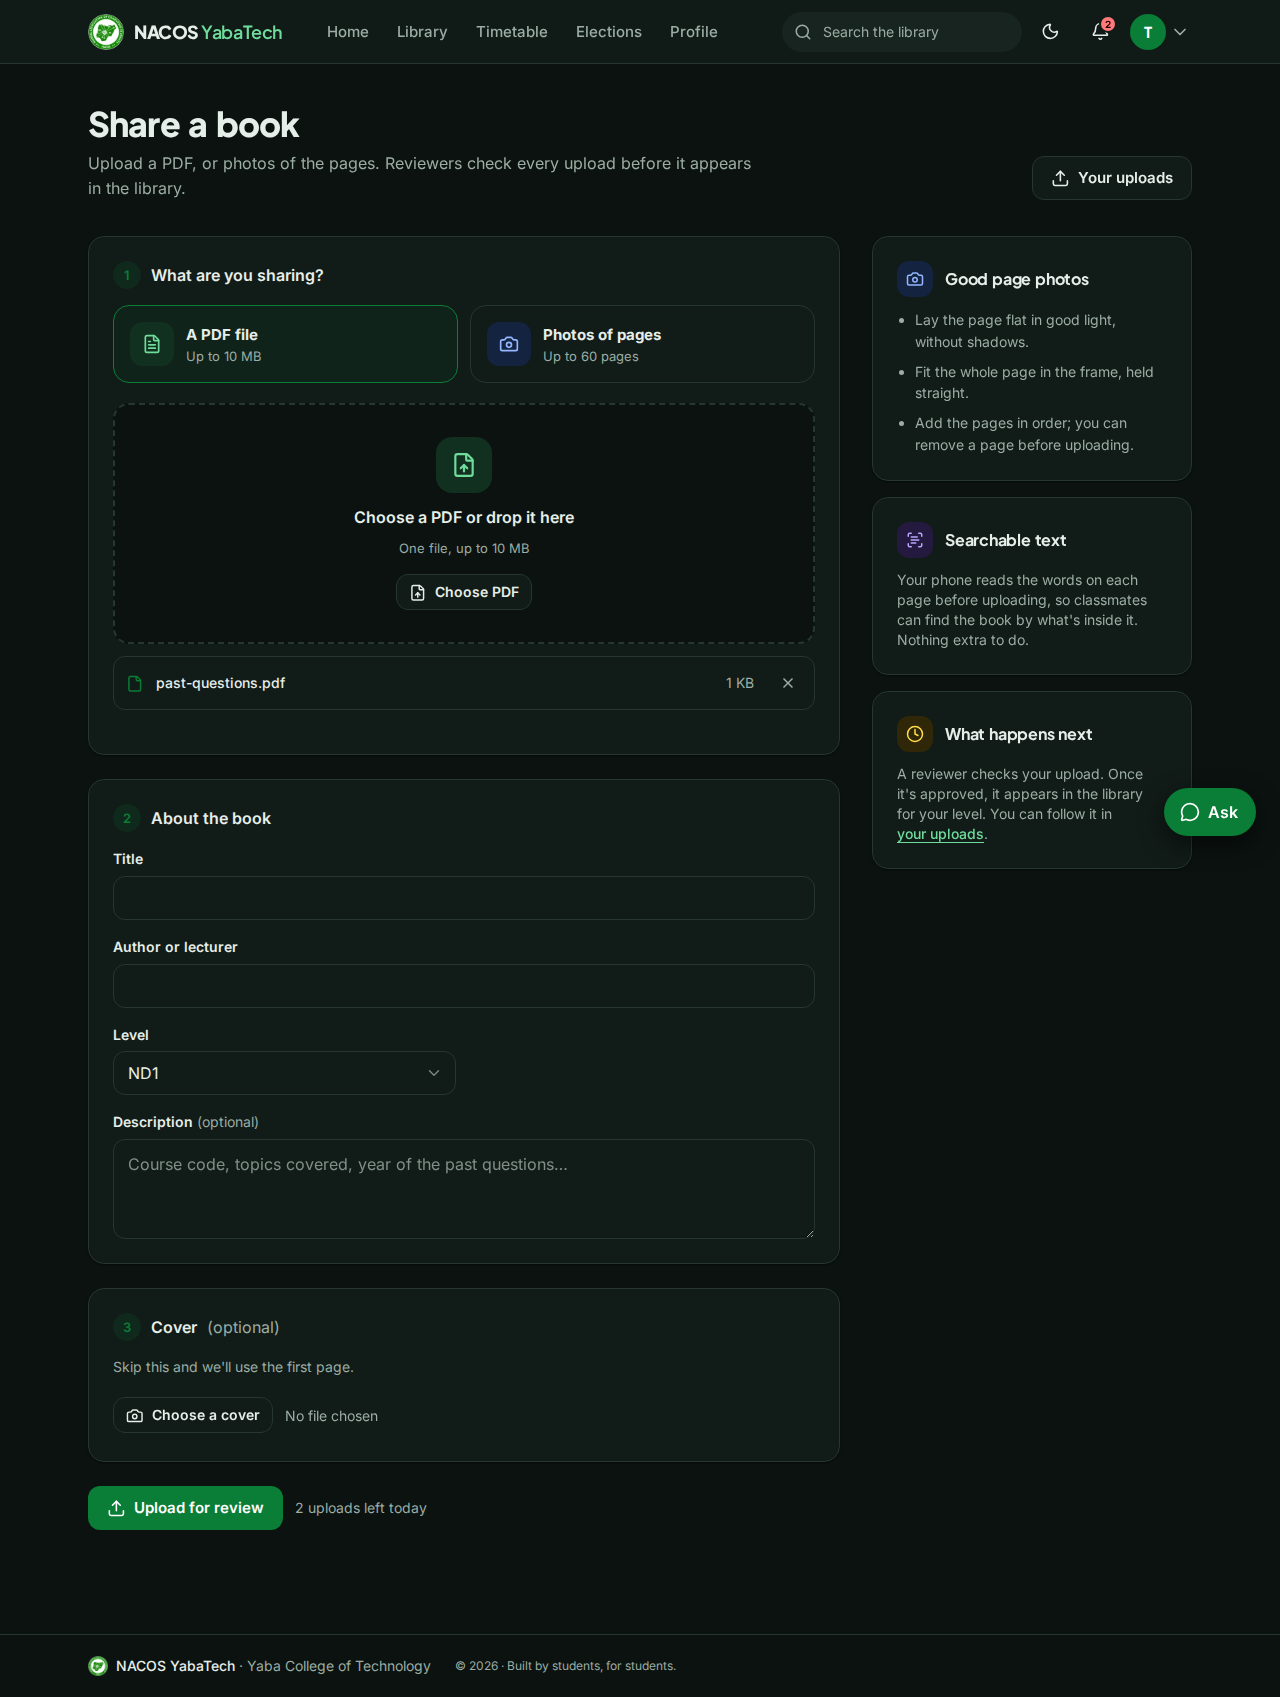 NACOS YabaTech
Home
Library
Timetable
Elections
Profile
Search the library
2
T
Share a book
Upload a PDF, or photos of the pages. Reviewers check every upload before it appears
in the library.
Your uploads
1
What are you sharing?
A PDF file
Up to 10 MB
Photos of pages
Up to 60 pages
Choose a PDF or drop it here
One file, up to 10 MB
Choose PDF
past-questions.pdf
1 KB
2
About the book
Title
Author or lecturer
Level
ND1
Description (optional)
Course code, topics covered, year of the past questions…
3
Cover (optional)
Skip this and we'll use the first page.
Choose a cover
No file chosen
Upload for review
2 uploads left today
Good page photos
Lay the page flat in good light,
without shadows.
Fit the whole page in the frame, held
straight.
Add the pages in order; you can
remove a page before uploading.
Searchable text
Your phone reads the words on each
page before uploading, so classmates
can find the book by what's inside it.
Nothing extra to do.
What happens next
A reviewer checks your upload. Once
it's approved, it appears in the library
for your level. You can follow it in
your uploads.
Ask
NACOS YabaTech · Yaba College of Technology
© 2026 · Built by students, for students.